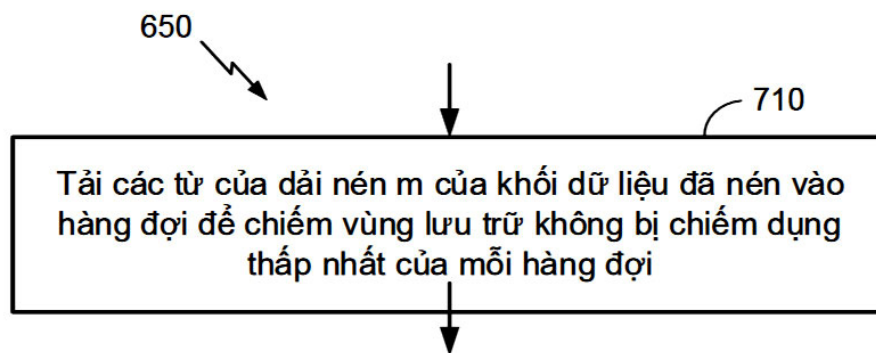 650
710
Tải các từ của dải nén m của khối dữ liệu đã nén vào
hàng đợi để chiếm vùng lưu trữ không bị chiếm dụng
thấp nhất của mỗi hàng đợi